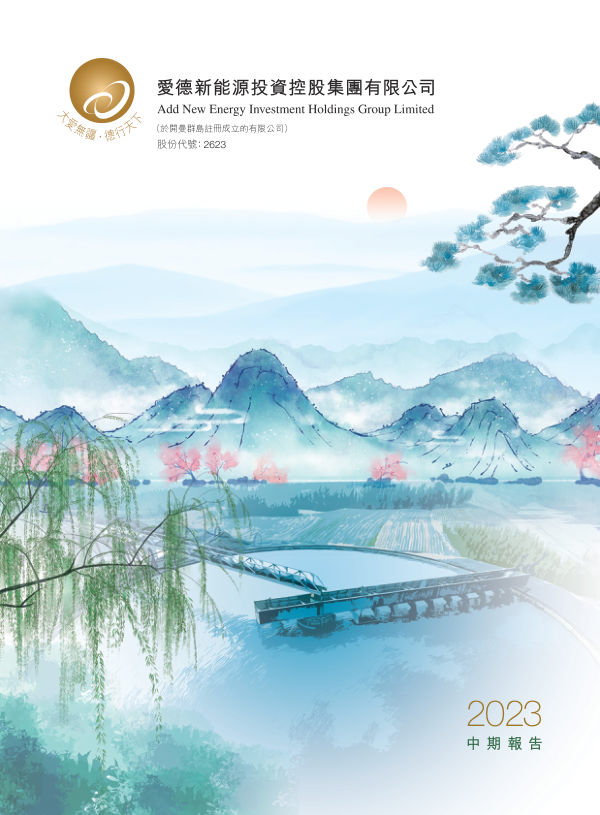 愛德新能源投資控股集團有限公司
Add New Energy Investment Holdings Group Limited
大愛無疆·德行天下
(於開曼群島註冊成立的有限公司)
股份代號: 2623
2023
中期報告